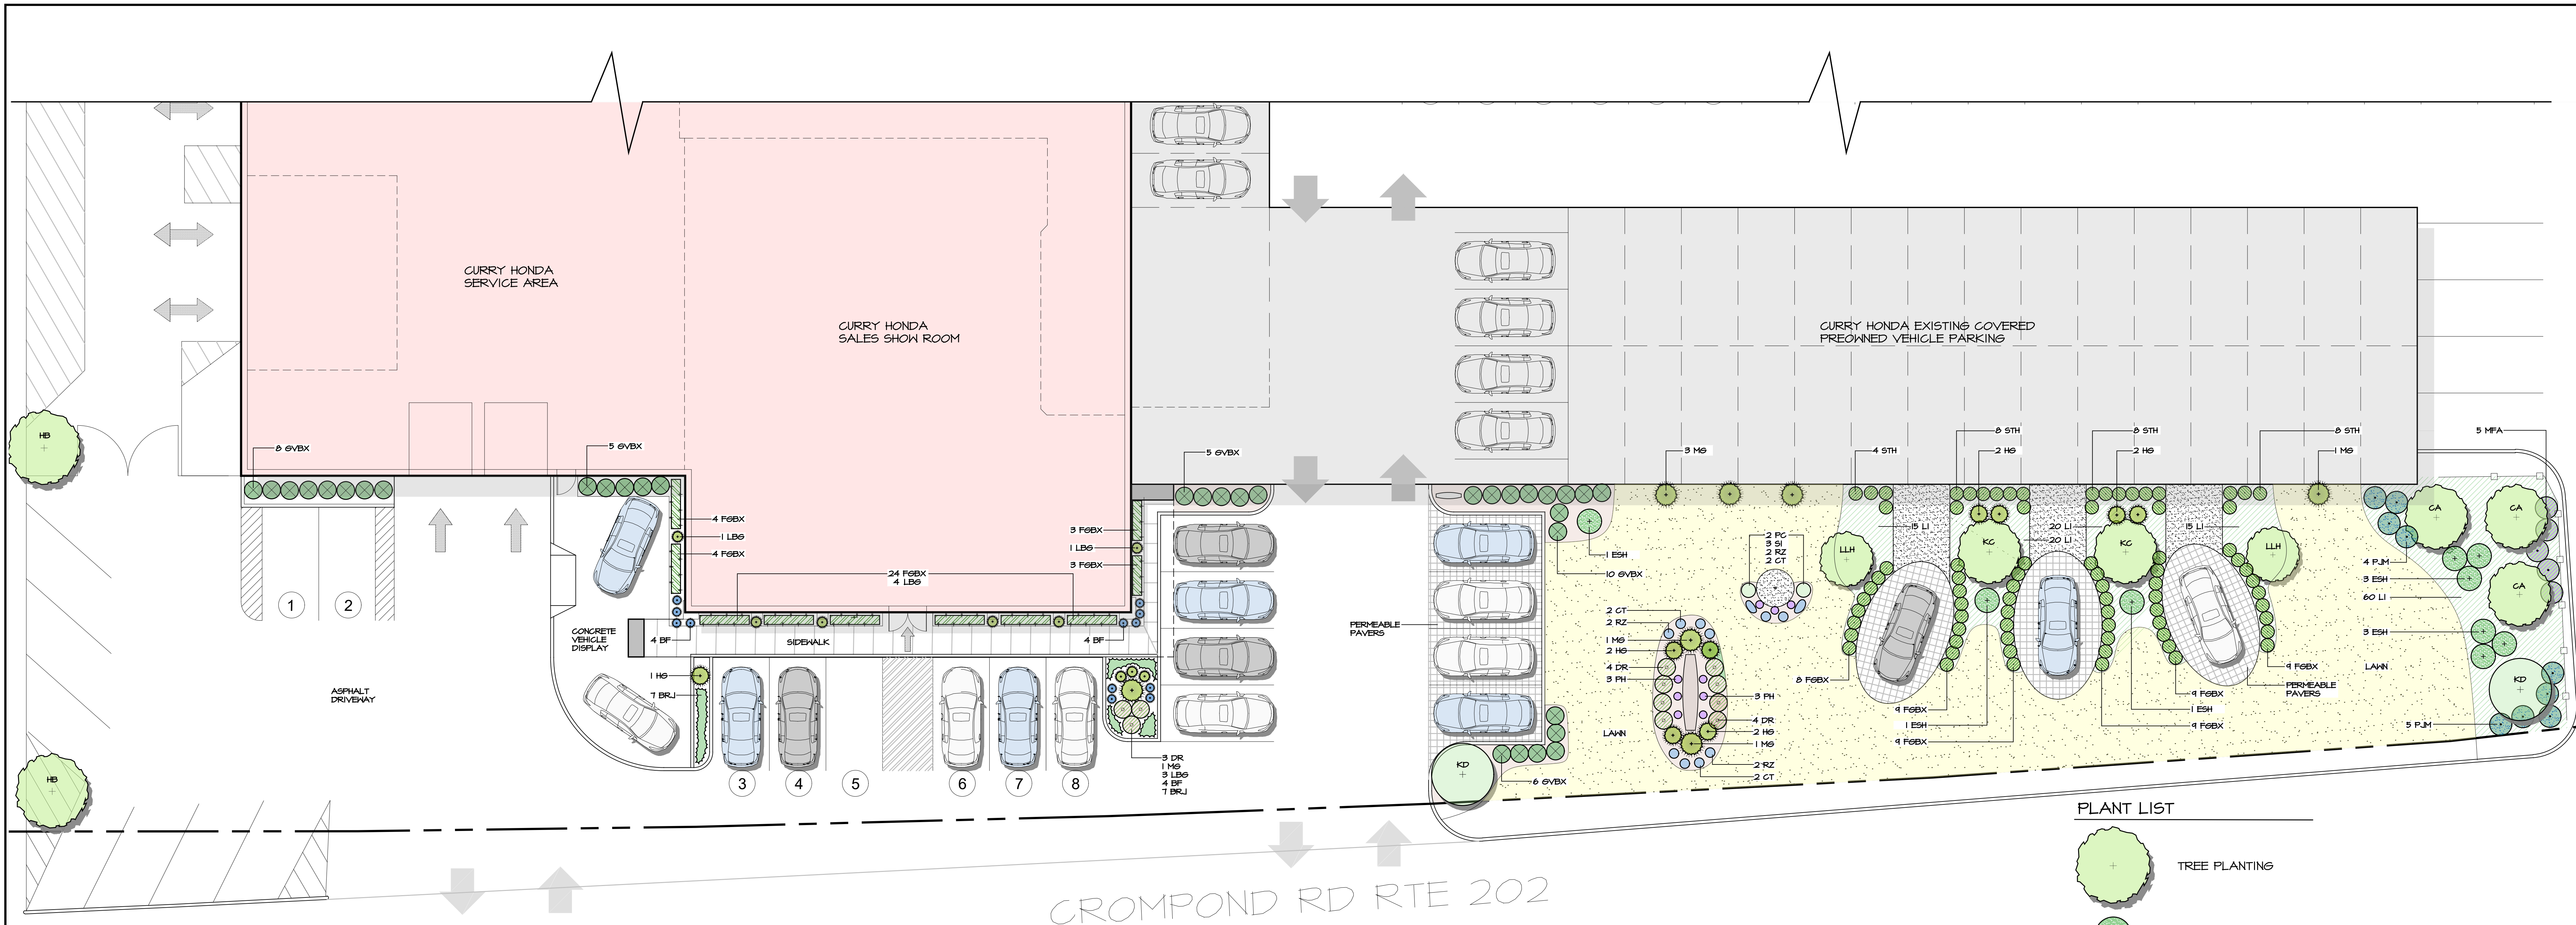 CURRY HONDA
SERVICE AREA
CURRY HONDA
SALES SHOW ROOM
CURRY HONDA EXISTING COVERED
PREOWNED VEHICLE PARKING
HB
8 GVBX
5 GVBX
5 GVBX
3 MG
4 STH
8 STH
2 HG
8 STH
2 HG
8 STH
1 MG
5 MFA
4 FGBX
1 LBG
4 FGBX
3 FGBX
1 LBG
3 FGBX
24 FGBX
4 LBG
15 LI
20 LI
20 LI
15 LI
CA
CA
CA
KC
KC
LLH
LLH
1 ESH
10 GVBX
2 PC
3 SI
2 RZ
2 CT
4 PJM
3 ESH
60 LI
3 ESH
1
2
CONCRETE
VEHICLE
DISPLAY
4 BF
SIDEWALK
4 BF
PERMEABLE
PAVERS
2 CT
2 RZ
1 MG
2 HG
4 DR
3 PH
3 PH
4 DR
2 HG
1 MG
2 RZ
2 CT
ASPHALT
DRIVEWAY
1 HG
7 BRJ
8 FGBX
9 FGBX
1 ESH
9 FGBX
9 FGBX
1 ESH
9 FGBX
9 FGBX
PERMEABLE
PAVERS
LAWN
KD
5 PJM
LAWN
HB
3
4
5
6
7
8
3 DR
1 MG
3 LBG
4 BF
7 BRJ
KD
6 GVBX
CROMPOND RD RTE 202
PLANT LIST
TREE PLANTING